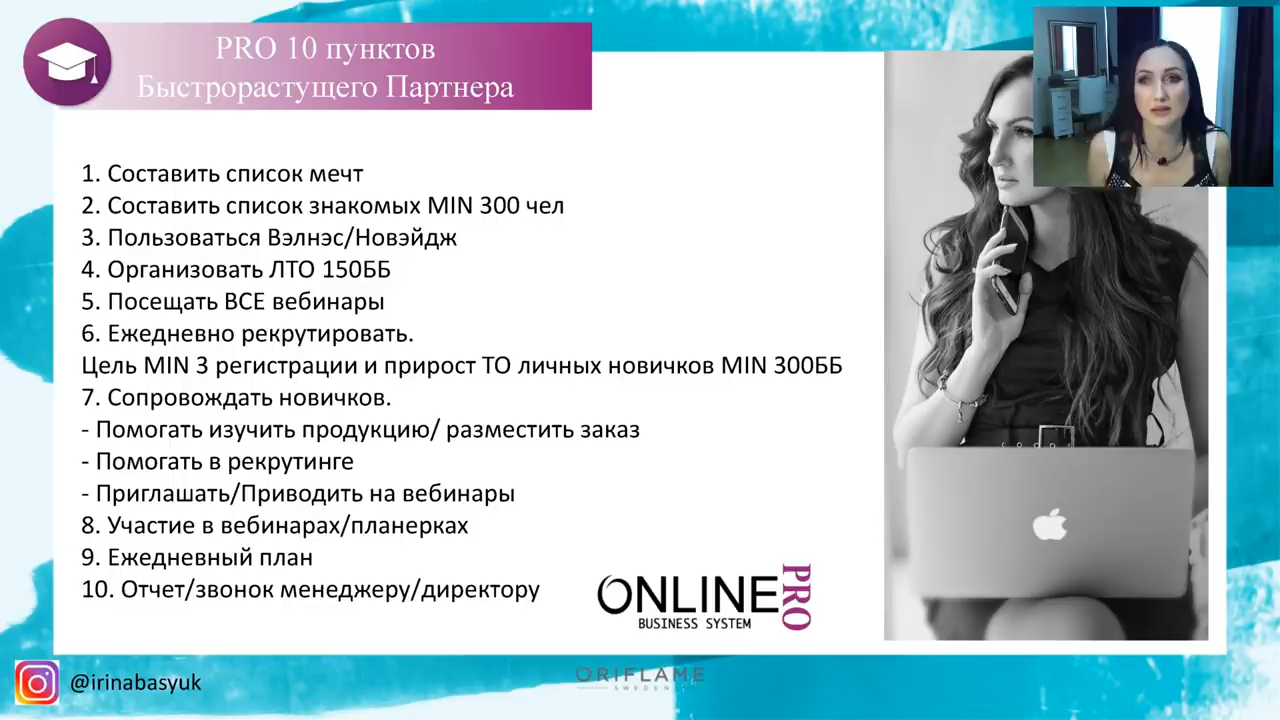 PRO 10 пунктов
Быстрорастущего Партнера
1. Составить список мечт
2. Составить список знакомых MIN 300 чел
3. Пользоваться Вэлнэс/Новэйдж
4. Организовать ЛТО 150ББ
5. Посещать ВСЕ вебинары
6. Ежедневно рекрутировать.
Цель MIN 3 регистрации и прирост ТО личных новичков MIN 300ББ
7. Сопровождать новичков.
- Помогать изучить продукцию/ разместить заказ
- Помогать в рекрутинге
- Приглашать/Приводить на вебинары
8. Участие в вебинарах/планерках
9. Ежедневный план
10. Отчет/звонок менеджеру/директору
ONLINE PRO
BUSINESS SYSTEM
@irinabasyuk
ORIFLAME
SWEDEN